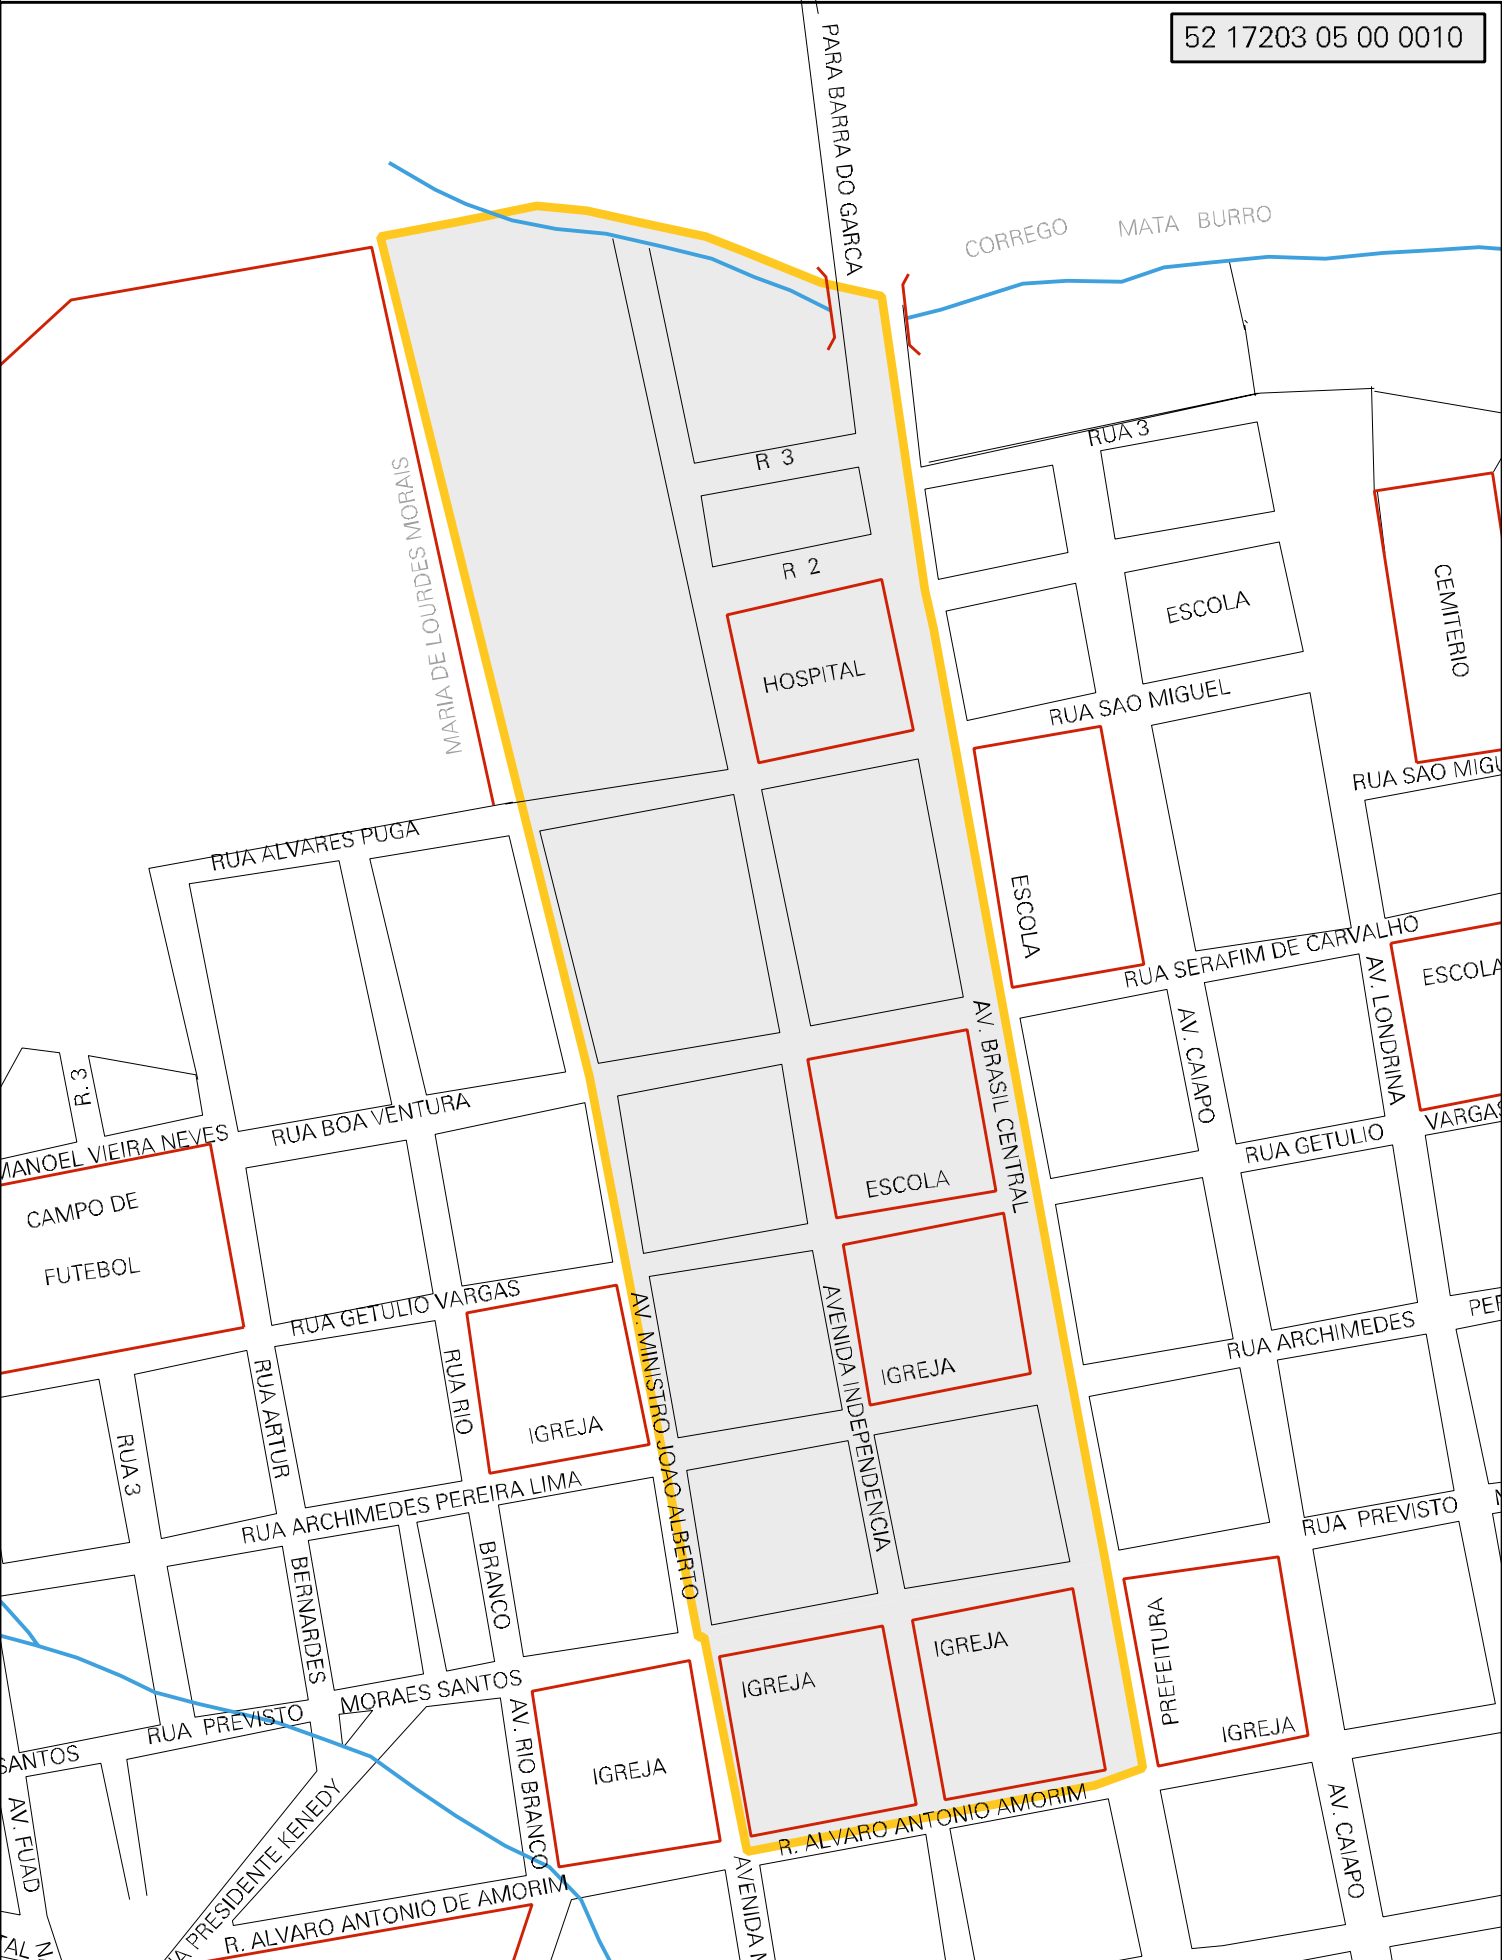 52 17203 05 00 0010
PARA BARRA DO GARCA
CORREGO MATA BURRO
RUA 3
R 3
MARIA DE LOURDES MORAIS
R 2
CEMITERIO
ESCOLA
HOSPITAL
RUA SAO MIGUEL
RUA SAO MIGU
RUA ALVARES PUGA
ESCOLA
RUA SERAFIM DE CARVALHO
ESCOLA
AV. LONDRINA
AV. BRASIL CENTRAL
AV. CAIAPO
R. 3
RUA BOA VENTURA
MANOEL VIEIRA NEVES
VARGAS
RUA GETULIO
CAMPO DE
FUTEBOL
ESCOLA
RUA GETULIO VARGAS
AV. MINISTRO JOAO ALBERTO
AVENIDA INDEPENDENCIA
IGREJA
RUA ARCHIMEDES
PER
RUA ARTUR
RUA RIO
IGREJA
RUA 3
RUA ARCHIMEDES PEREIRA LIMA
RUA PREVISTO
BERNARDES
BRANCO
PREFEITURA
IGREJA
IGREJA
IGREJA
MORAES SANTOS
RUA PREVISTO
SANTOS
AV. RIO BRANCO
IGREJA
AV. FUAD
A PRESIDENTE KENEDY
R. ALVARO ANTONIO AMORIM
AV. CAIAPO
AVENIDA M
R. ALVARO ANTONIO DE AMORIM
TAL N